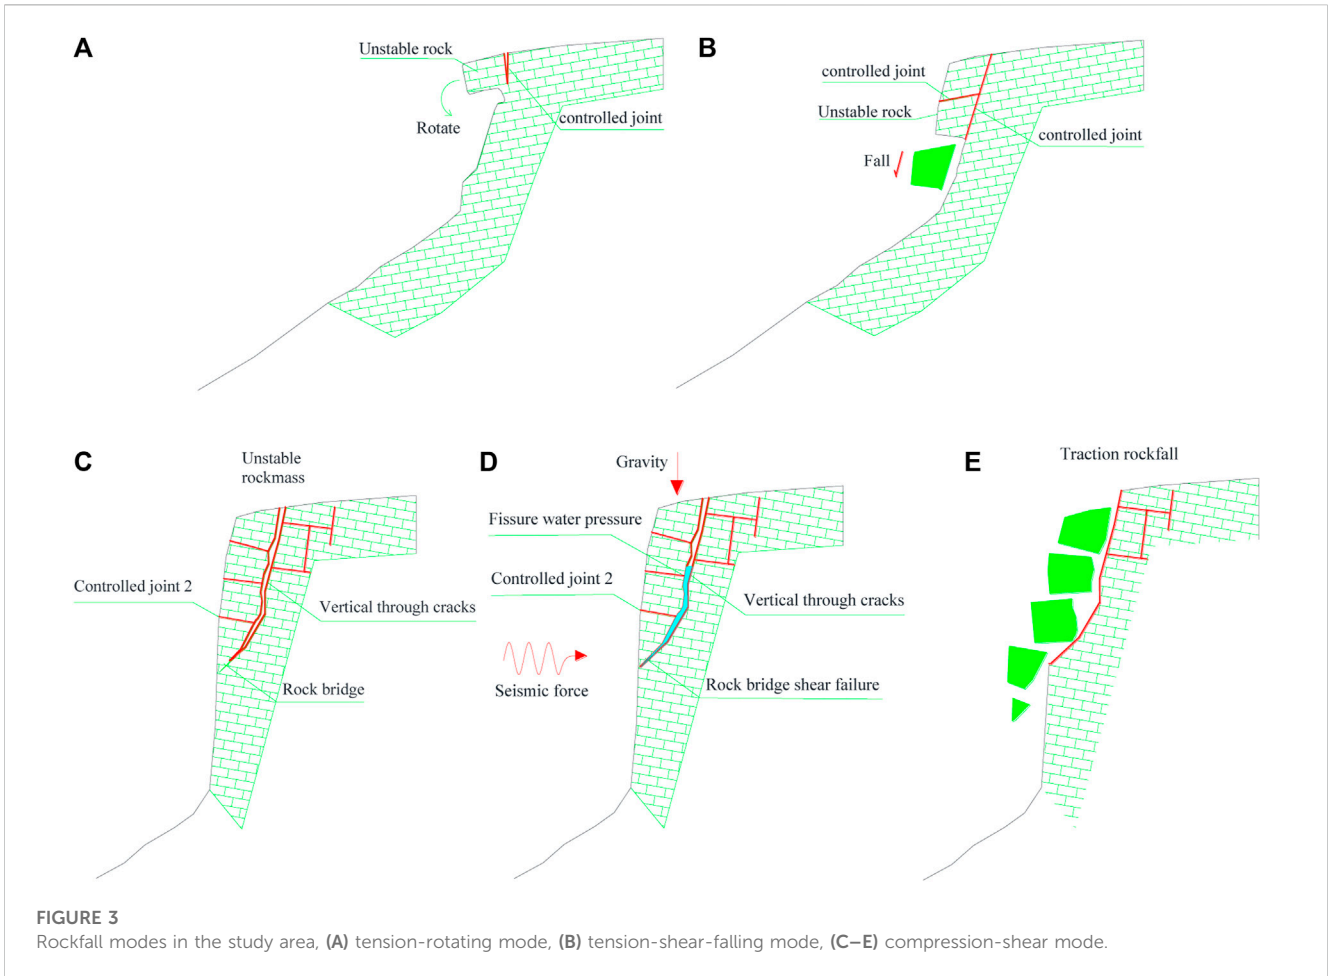 A
Unstable rock
Rotate
controlled joint
B
controlled joint
Unstable rock
controlled joint
Fall
C
Unstable
rockmass
Controlled joint 2
Vertical through cracks
Rock bridge
D
Gravity
Fissure water pressure
Controlled joint 2
Vertical through cracks
Seismic force
Rock bridge shear failure
E
Traction rockfall
FIGURE 3
Rockfall modes in the study area, (A) tension-rotating mode, (B) tension-shear-falling mode, (C–E) compression-shear mode.